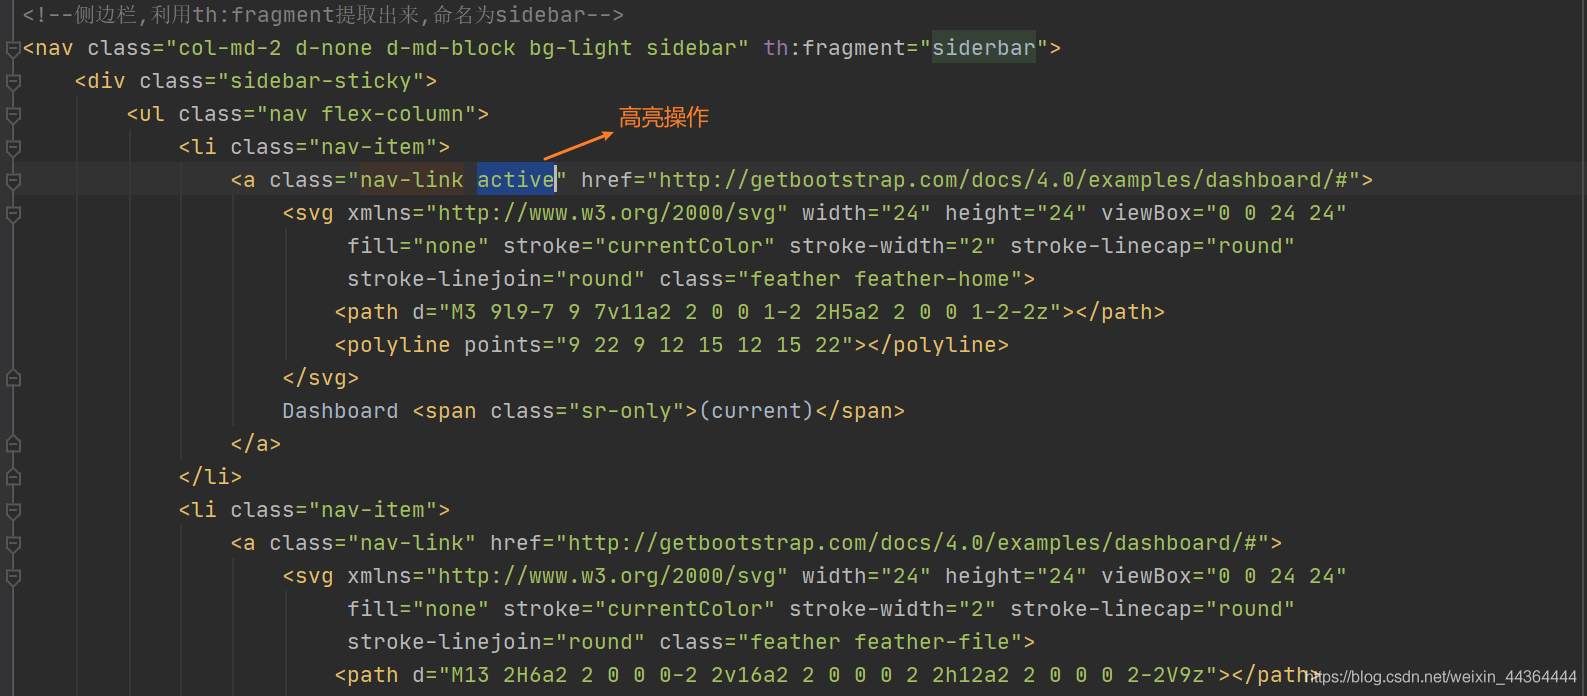 <!--侧边栏,利用th:fragment提取出来,命名为sidebar-->
<nav class="col-md-2 d-none d-md-block bg-light sidebar" th:fragment="siderbar">
<div class="sidebar-sticky">
<ul class="nav flex-column">
高亮操作
<li class="nav-item">
<a class="nav-link active" href="http://getbootstrap.com/docs/4.0/examples/dashboard/#">
<svg xmlns="http://www.w3.org/2000/svg" width="24" height="24" viewBox="0 0 24 24"
fill="none" stroke="currentColor" stroke-width="2" stroke-linecap="round"
stroke-linejoin="round" class="feather feather-home">
<path d="M3 9l9-7 9 7v11a2 2 0 0 1-2 2H5a2 2 0 0 1-2-2z"></path>
<polyline points="9 22 9 12 15 12 15 22"></polyline>
</svg>
Dashboard <span class="sr-only">(current)</span>
</a>
</li>
<li class="nav-item">
<a class="nav-link" href="http://getbootstrap.com/docs/4.0/examples/dashboard/#">
<svg xmlns="http://www.w3.org/2000/svg" width="24" height="24" viewBox="0 0 24 24"
fill="none" stroke="currentColor" stroke-width="2" stroke-linecap="round"
stroke-linejoin="round" class="feather feather-file">
<path d="M13 2H6a2 2 0 0 0-2 2v16a2 2 0 0 0 2 2h12a2 2 0 0 0 2-2V9z"></path>
https://blog.csdn.net/weixin_44364444